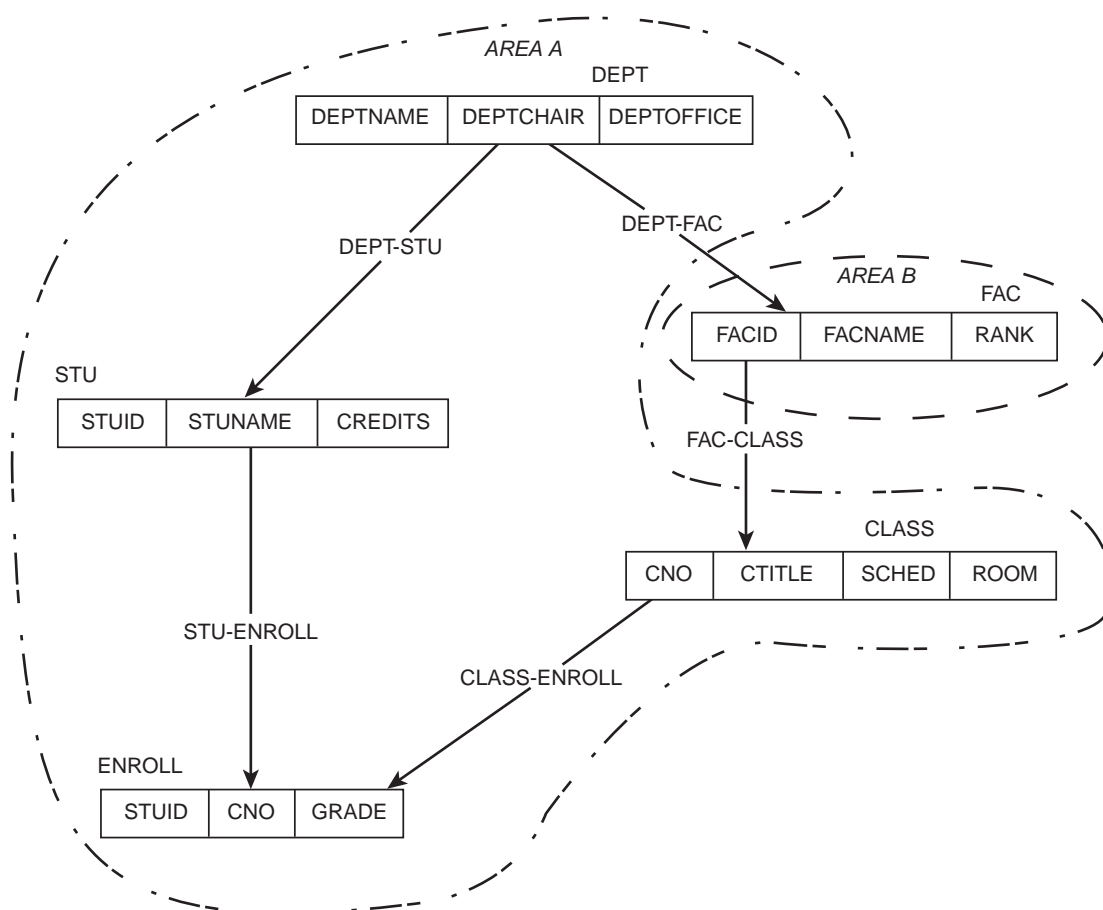 AREA A
DEPT
DEPTNAME DEPTCHAIR DEPTOFFICE
DEPT-FAC
DEPT-STU
AREA B
FAC
FACID FACNAME RANK
STU
STUID STUNAME CREDITS
FAC-CLASS
CLASS
CNO CTITLE SCHED ROOM
STU-ENROLL
CLASS-ENROLL
ENROLL
STUID CNO GRADE